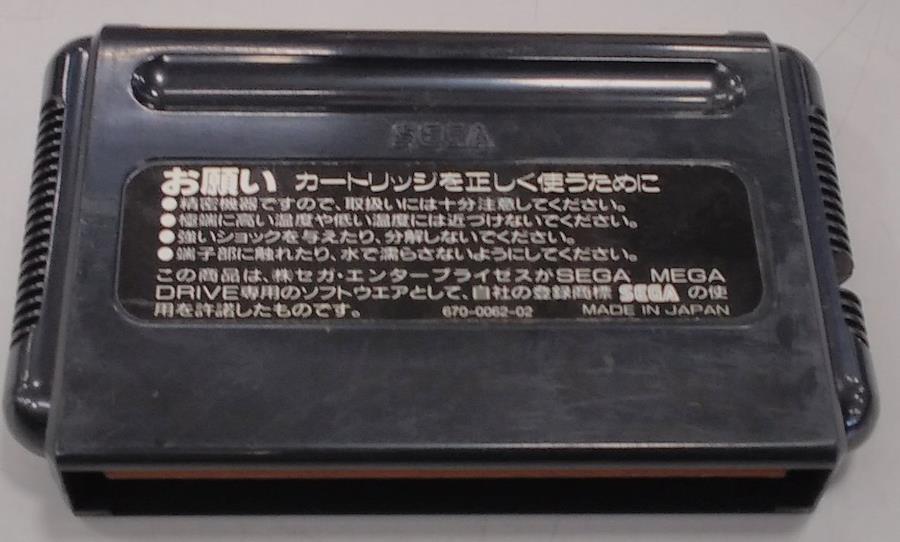 SEGA
お願い カートリッジを正しく使うために
●精密機器ですので、取扱いには十分注意してください。
●極端に高い温度や低い温度には近づけないでください。
●強いショックを与えたり、分解しないでください。
●端子部に触れたり、水で濡らさないようにしてください。
この商品は、㈱セガ・エンタープライゼスがSEGA MEGA
DRIVE専用のソフトウエアとして、自社の登録商標 SEGA の使
用を許諾したものです。 670-0062-02 MADE IN JAPAN